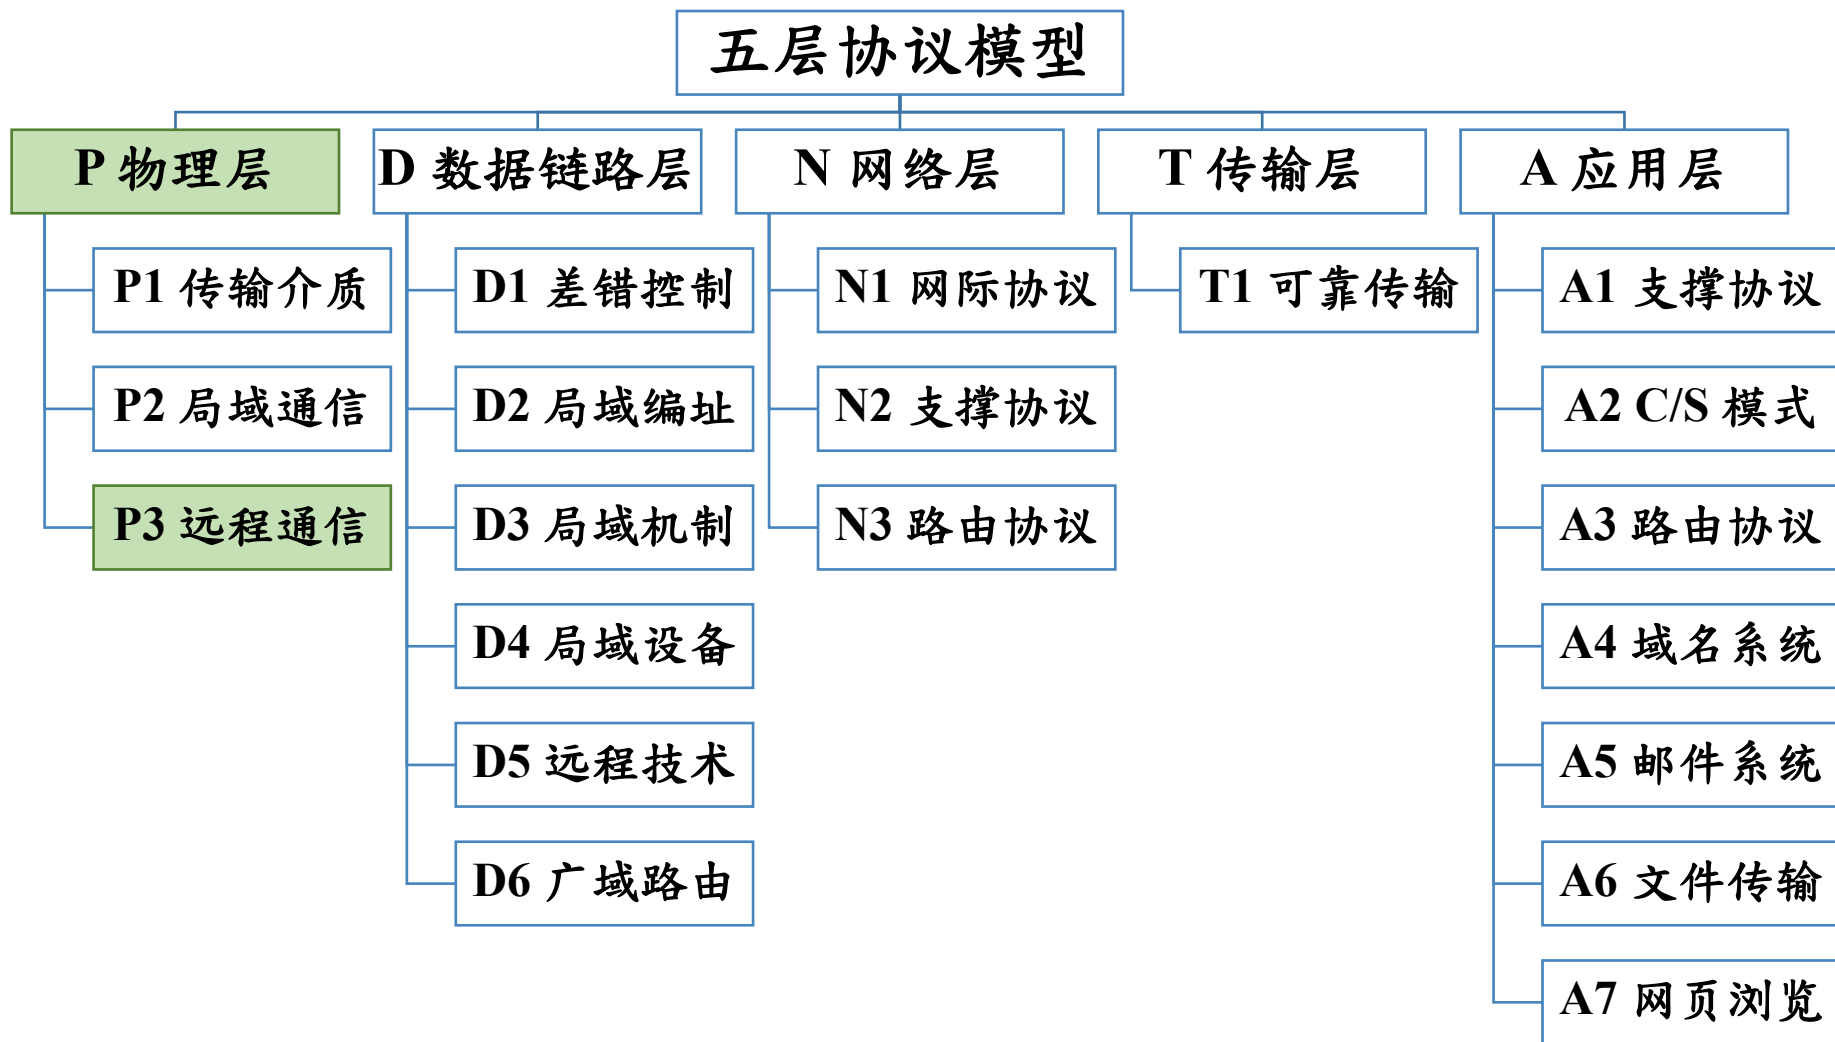 五层协议模型
P 物理层
D 数据链路层
N 网络层
T 传输层
A 应用层
P1 传输介质
D1 差错控制
N1 网际协议
T1 可靠传输
A1 支撑协议
P2 局域通信
D2 局域编址
N2 支撑协议
A2 C/S 模式
P3 远程通信
D3 局域机制
N3 路由协议
A3 路由协议
D4 局域设备
A4 域名系统
D5 远程技术
A5 邮件系统
D6 广域路由
A6 文件传输
A7 网页浏览